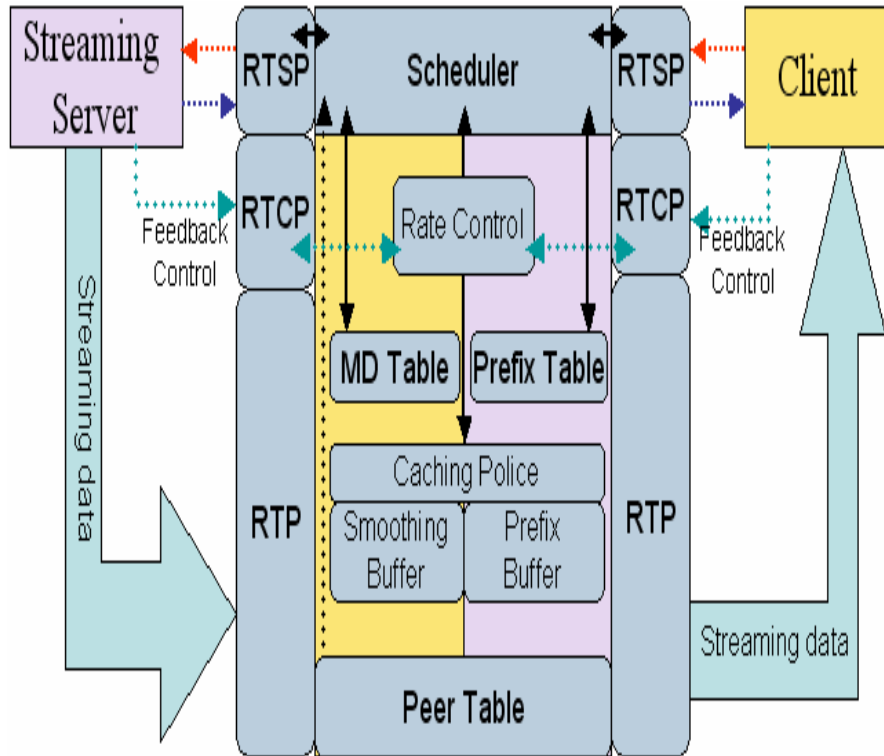 Streaming
Server
RTSP
Scheduler
RTSP
Client
RTCP
Rate Control
RTCP
Feedback
Control
Feedback
Control
Streaming data
MD Table
Prefix Table
Caching Police
RTP
Smoothing
Buffer
Prefix
Buffer
RTP
Streaming data
Peer Table